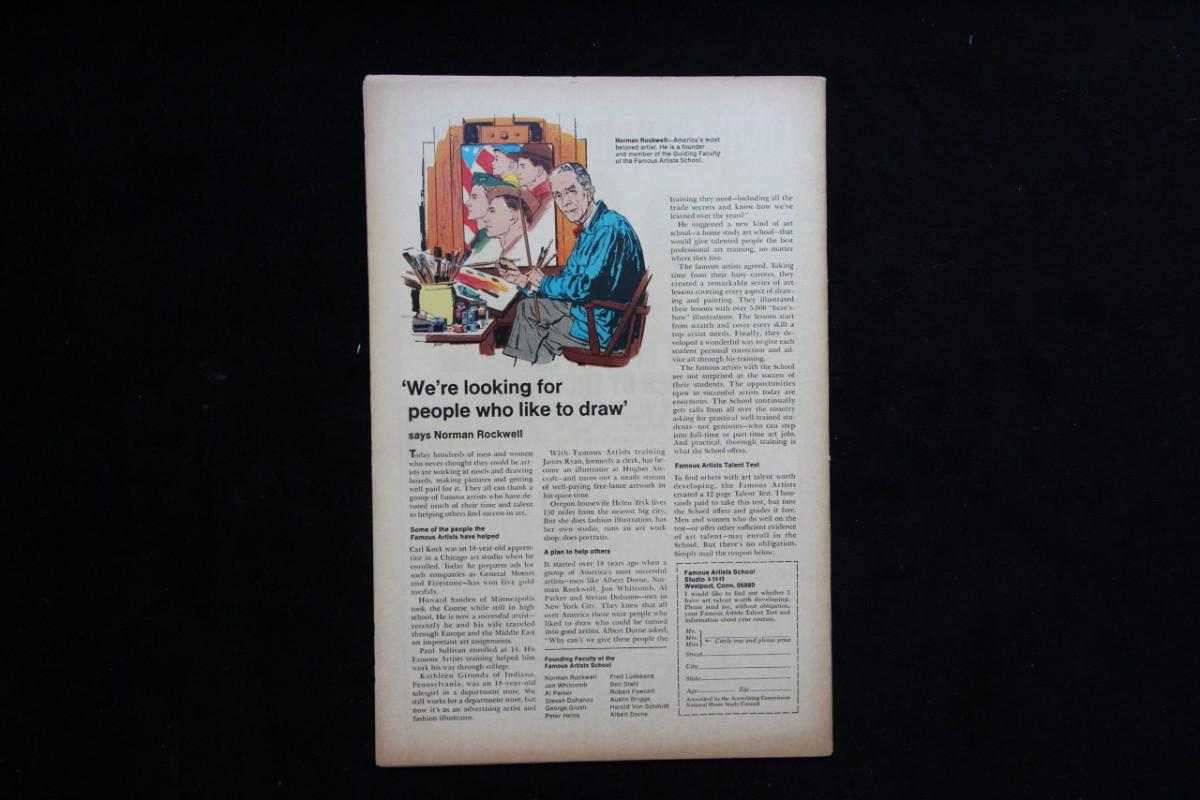 Norman Rockwell—America's most
beloved artist. He is a founder
and member of the Guiding Faculty
of the Famous Artists School.
'We're looking for
people who like to draw'
says Norman Rockwell
Today hundreds of men and women
who never thought they could be art-
ists are working at easels and drawing
boards, making pictures and getting
well paid for it. They all can thank a
group of famous artists who have de-
voted much of their time and talent
to helping others find success in art.
Some of the people the
Famous Artists have helped
Carl Kock was an 18-year-old appren-
tice in a Chicago art studio when he
enrolled. Today he prepares ads for
such companies as General Motors
and Firestone—has won five gold
medals.
Howard Sanden of Minneapolis
took the Course while still in high
school. He is now a successful artist—
recently he and his wife traveled
through Europe and the Middle East
on important art assignments.
Paul Sullivan enrolled at 14. His
Famous Artists training helped him
work his way through college.
Kathleen Gironda of Indiana,
Pennsylvania, was an 18-year-old
salesgirl in a department store. She
still works for a department store, but
now it's as an advertising artist and
fashion illustrator.
With Famous Artists training
James Ryan, formerly a clerk, has be-
come an illustrator at Hughes Air-
craft—and turns out a steady stream
of well-paying free-lance artwork in
his spare time.
Oregon housewife Helen Tryk lives
150 miles from the nearest big city.
But she does fashion illustration, has
her own studio, runs an art work
shop, does portraits.
A plan to help others
It started over 18 years ago when a
group of America's most successful
artists—men like Albert Dorne, Nor-
man Rockwell, Jon Whitcomb, Al
Parker and Stevan Dohanos—met in
New York City. They knew that all
over America there were people who
liked to draw who could be turned
into good artists. Albert Dorne asked,
"Why can't we give these people the
Founding Faculty of the
Famous Artists School
Norman Rockwell
Jon Whitcomb
Al Parker
Stevan Dohanos
George Giusti
Peter Helck
Fred Ludekens
Ben Stahl
Robert Fawcett
Austin Briggs
Harold Von Schmidt
Albert Dorne
training they need—including all the
trade secrets and know-how we've
learned over the years?"
He suggested a new kind of art
school—a home study art school—that
would give talented people the best
professional art training, no matter
where they live.
The famous artists agreed. Taking
time from their busy careers, they
created a remarkable series of art
lessons covering every aspect of draw-
ing and painting. They illustrated
their lessons with over 5,000 "here's-
how" illustrations. The lessons start
from scratch and cover every skill a
top artist needs. Finally, they de-
veloped a wonderful way to give each
student personal correction and ad-
vice all through his training.
The famous artists with the School
are not surprised at the success of
their students. The opportunities
open to successful artists today are
enormous. The School continually
gets calls from all over the country
asking for practical well-trained stu-
dents—not geniuses—who can step
into full-time or part-time art jobs.
And practical, thorough training is
what the School offers.
Famous Artists Talent Test
To find others with art talent worth
developing, the Famous Artists
created a 12 page Talent Test. Thou-
sands paid to take this test, but now
the School offers and grades it free.
Men and women who do well on the
test—or offer other sufficient evidence
of art talent—may enroll in the
School. But there's no obligation.
Simply mail the coupon below.
Famous Artists School
Studio
Westport, Conn. 06880
I would like to find out whether I
have art talent worth developing.
Please send me, without obligation,
your Famous Artists Talent Test and
information about your courses.
Mr.
Mrs.
Miss
← Circle one and please print
Street
City
State
Age Zip
Accredited by the Accrediting Commission
National Home Study Council